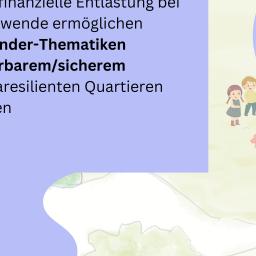 finanzielle Entlastung bei
wende ermöglichen
nder-Thematiken
rbarem/sicherem
aresilienten Quartieren
en